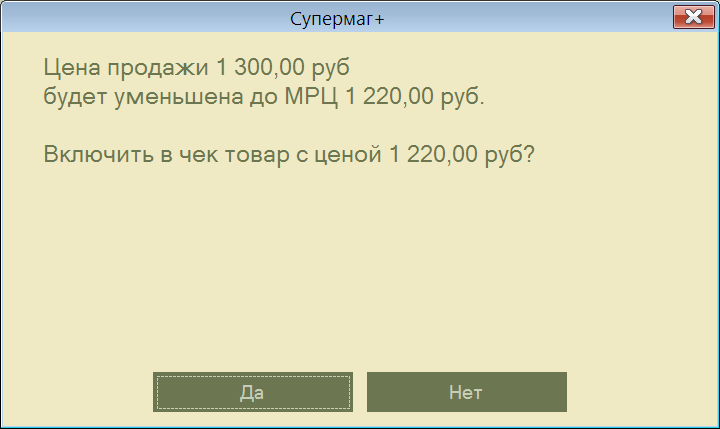 Супермаг+
Цена продажи 1 300,00 руб
будет уменьшена до МРЦ 1 220,00 руб.
Включить в чек товар с ценой 1 220,00 руб?
Да
Нет